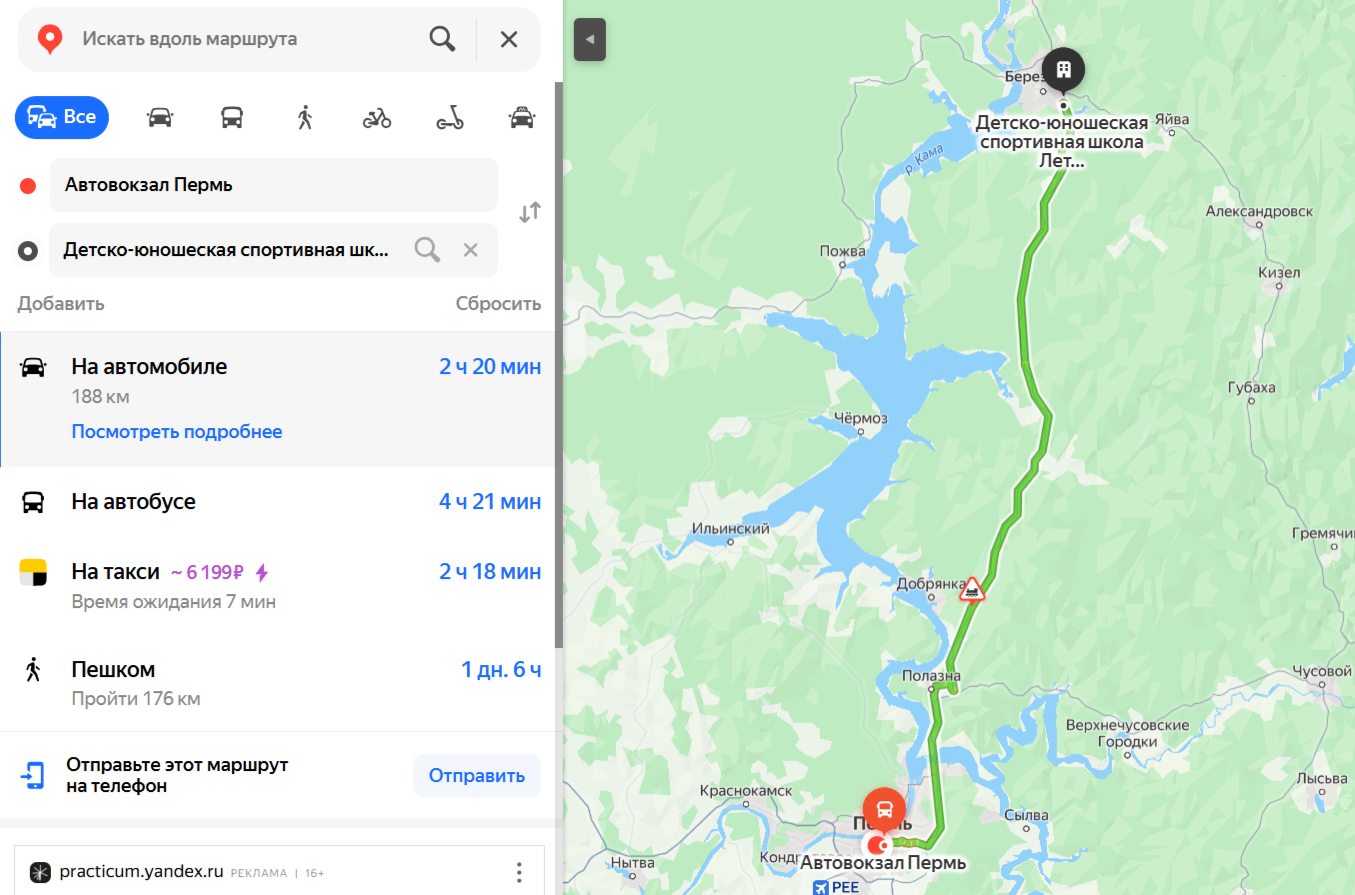 Искать вдоль маршрута
Все
Автовокзал Пермь
Детско-юношеская спортивная шк...
Добавить
Сбросить
На автомобиле
2 ч 20 мин
188 км
Посмотреть подробнее
На автобусе
4 ч 21 мин
На такси ~ 6 199₽
2 ч 18 мин
Время ожидания 7 мин
Пешком
1 дн. 6 ч
Пройти 176 км
Отправьте этот маршрут
на телефон
Отправить
practicum.yandex.ru РЕКЛАМА | 16+
Берез
Детско-юношеская
спортивная школа
Лет...
Яйва
р. Кама
Александровск
Пожва
Кизел
Губаха
Чёрмоз
Ильинский
Гремячи
Добрянка
Полазна
Чусовой
Верхнечусовские
Городки
Лысьва
Краснокамск
Сылва
Пермь
Нытва
Конд
Автовокзал Пермь
PEE